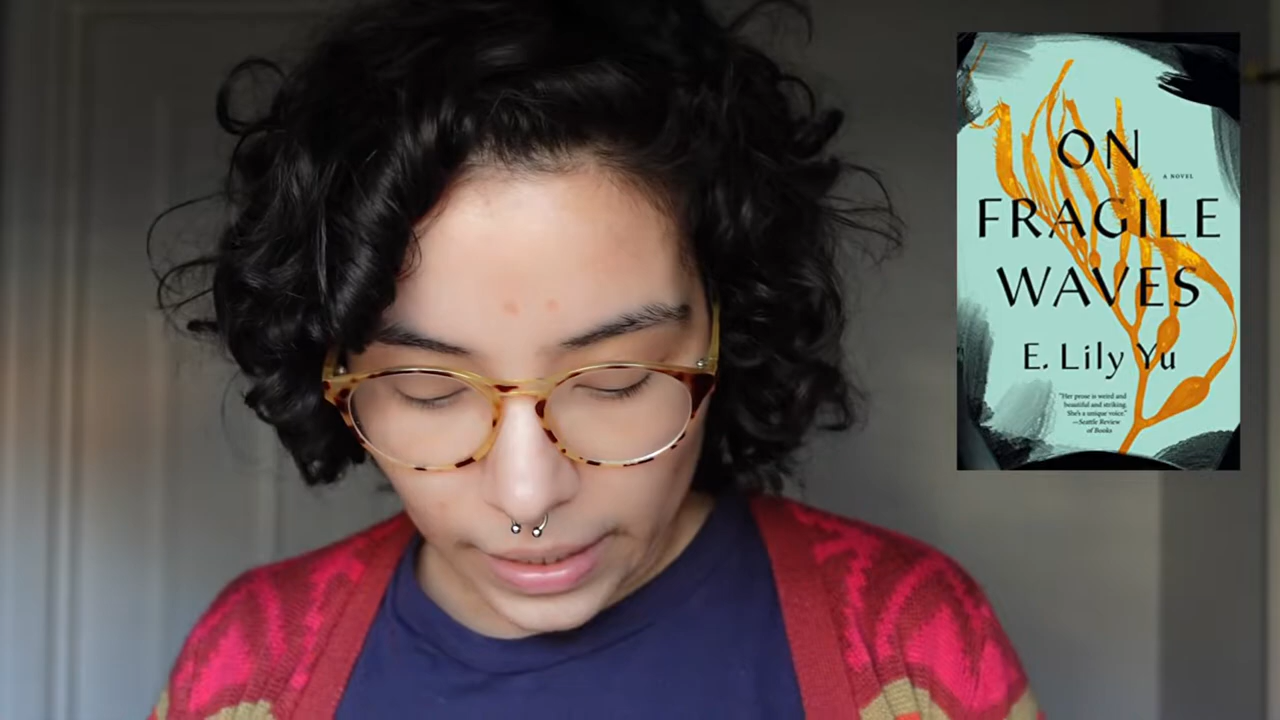 ON
A NOVEL
FRAGILE
WAVES
E. Lily Yu
"Her prose is weird and
beautiful and striking.
She's a unique voice."
—Seattle Review
of Books